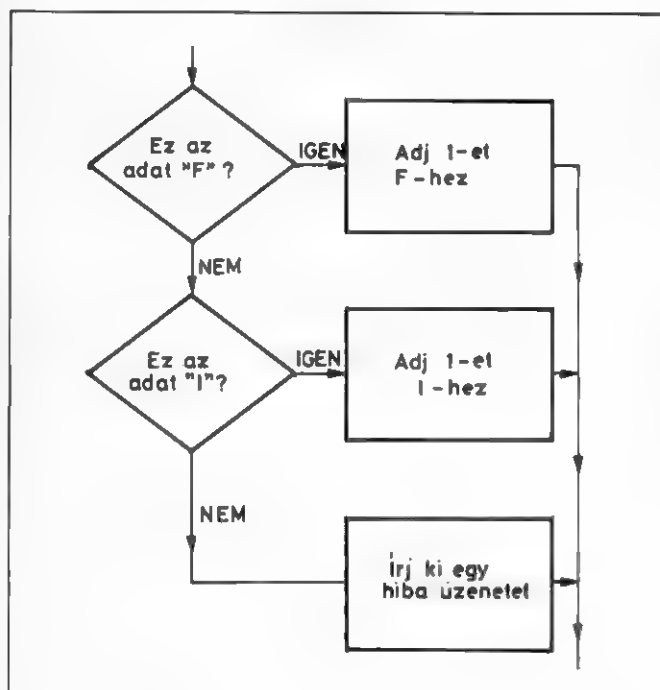 Ez az
adat "F" ?
IGEN
Adj 1-et
F-hez
NEM
Ez az
adat "I"?
IGEN
Adj 1-et
I-hez
NEM
Írj ki egy
hiba üzenetet